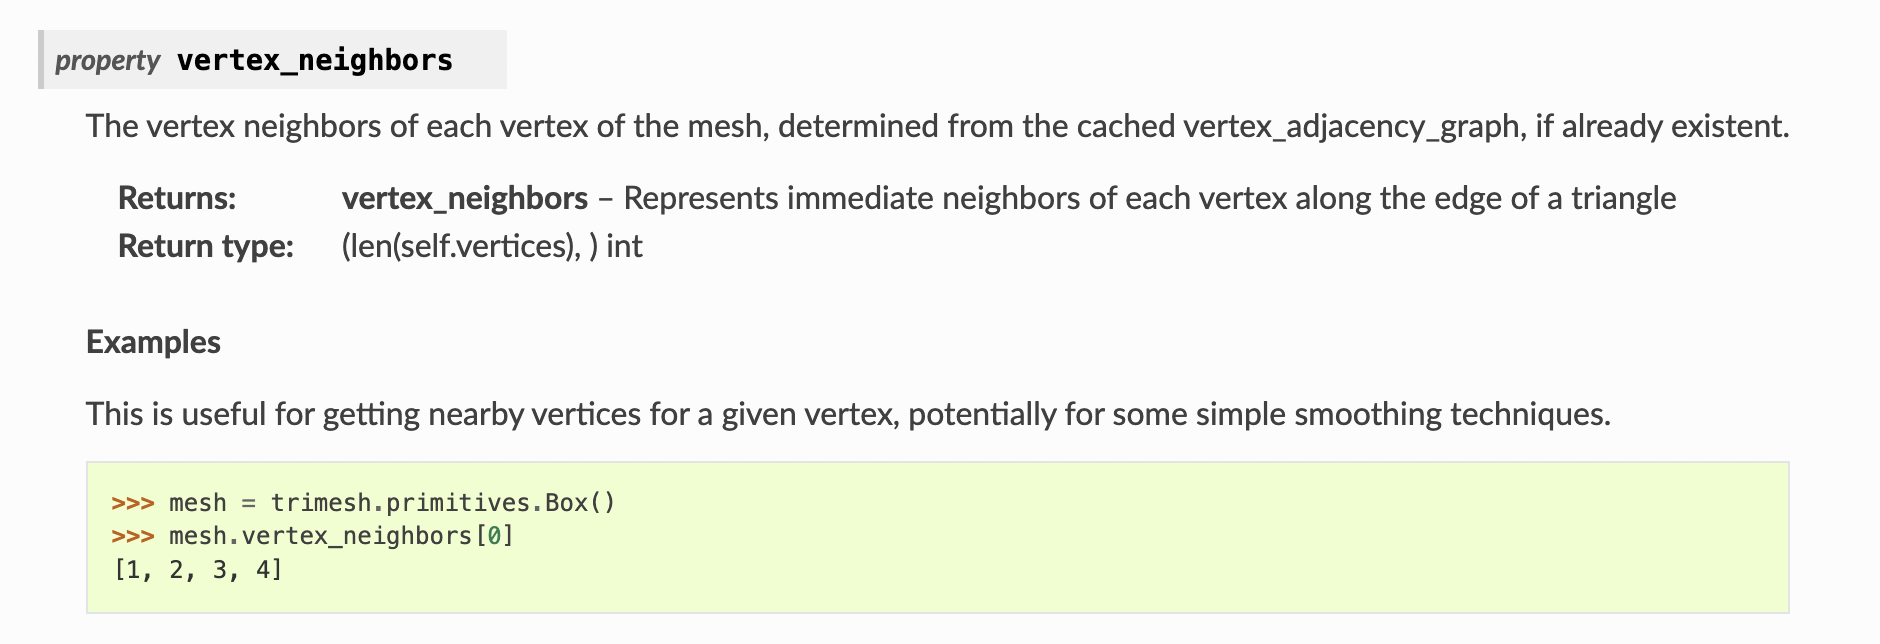 property vertex_neighbors
The vertex neighbors of each vertex of the mesh, determined from the cached vertex_adjacency_graph, if already existent.
Returns: vertex_neighbors – Represents immediate neighbors of each vertex along the edge of a triangle
Return type: (len(self.vertices), ) int
Examples
This is useful for getting nearby vertices for a given vertex, potentially for some simple smoothing techniques.
>>> mesh = trimesh.primitives.Box()
>>> mesh.vertex_neighbors[0]
[1, 2, 3, 4]